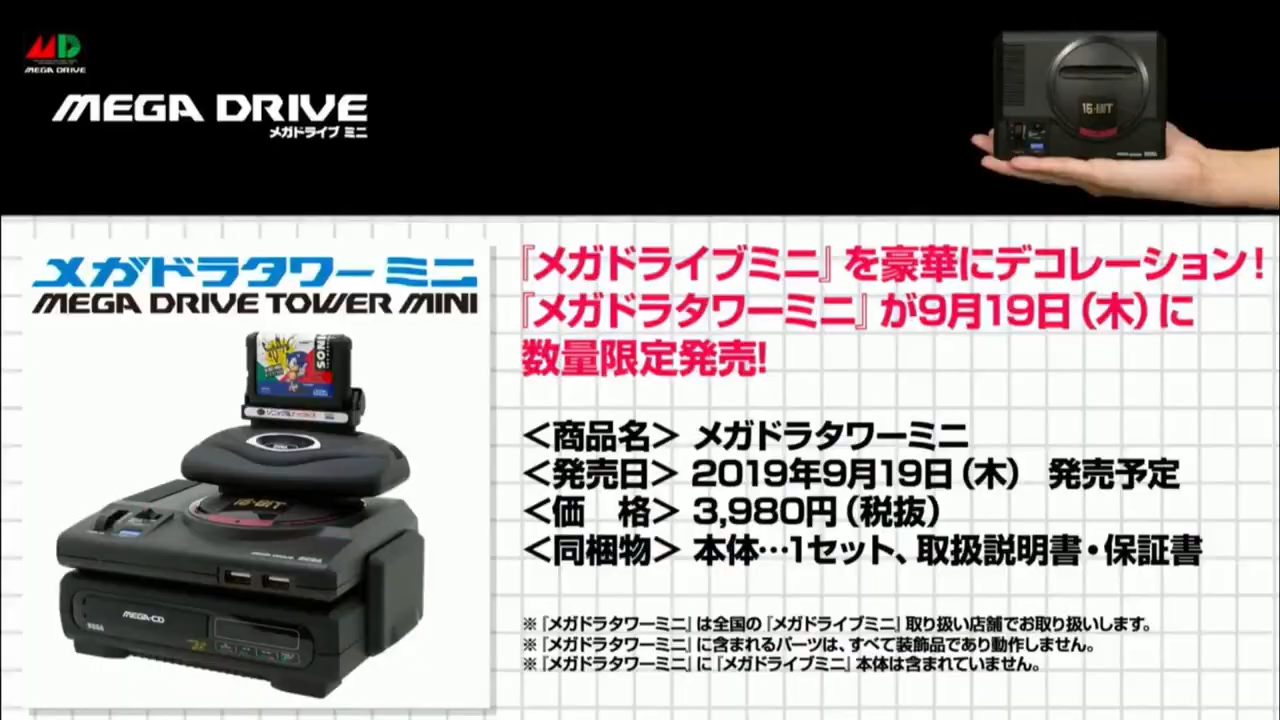 MEGA DRIVE
MEGA DRIVE
メガドライブ ミニ
16-BIT
メガドラタワー ミニ
MEGA DRIVE TOWER MINI
SONIC
16-BIT
MEGA DRIVE SEGA
MEGA-CD
SEGA
『メガドライブミニ』を豪華にデコレーション!
『メガドラタワーミニ』が9月19日(木)に
数量限定発売!
<商品名> メガドラタワーミニ
<発売日> 2019年9月19日(木) 発売予定
<価 格> 3,980円(税抜)
<同梱物> 本体…1セット、取扱説明書・保証書
※『メガドラタワーミニ』は全国の『メガドライブミニ』取り扱い店舗でお取り扱いします。
※『メガドラタワーミニ』に含まれるパーツは、すべて装飾品であり動作しません。
※『メガドラタワーミニ』に『メガドライブミニ』本体は含まれていません。